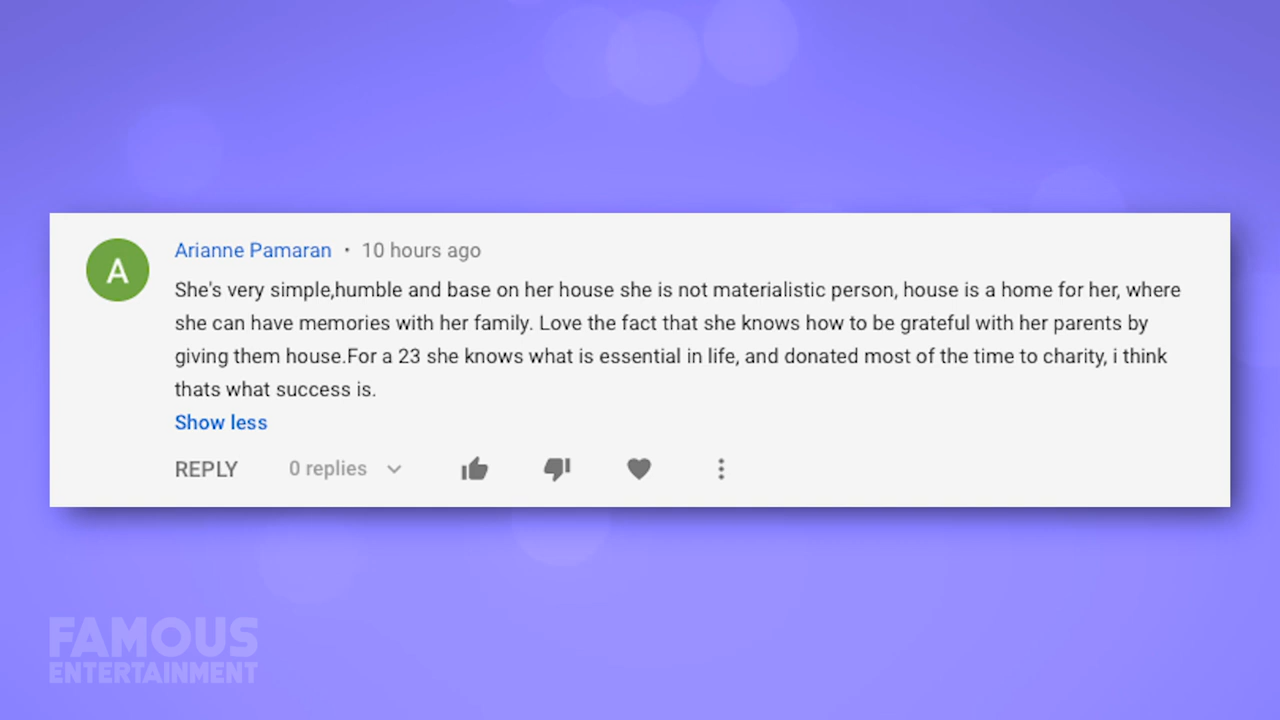 A
Arianne Pamaran • 10 hours ago
She's very simple,humble and base on her house she is not materialistic person, house is a home for her, where
she can have memories with her family. Love the fact that she knows how to be grateful with her parents by
giving them house.For a 23 she knows what is essential in life, and donated most of the time to charity, i think
thats what success is.
Show less
REPLY 0 replies
FAMOUS
ENTERTAINMENT